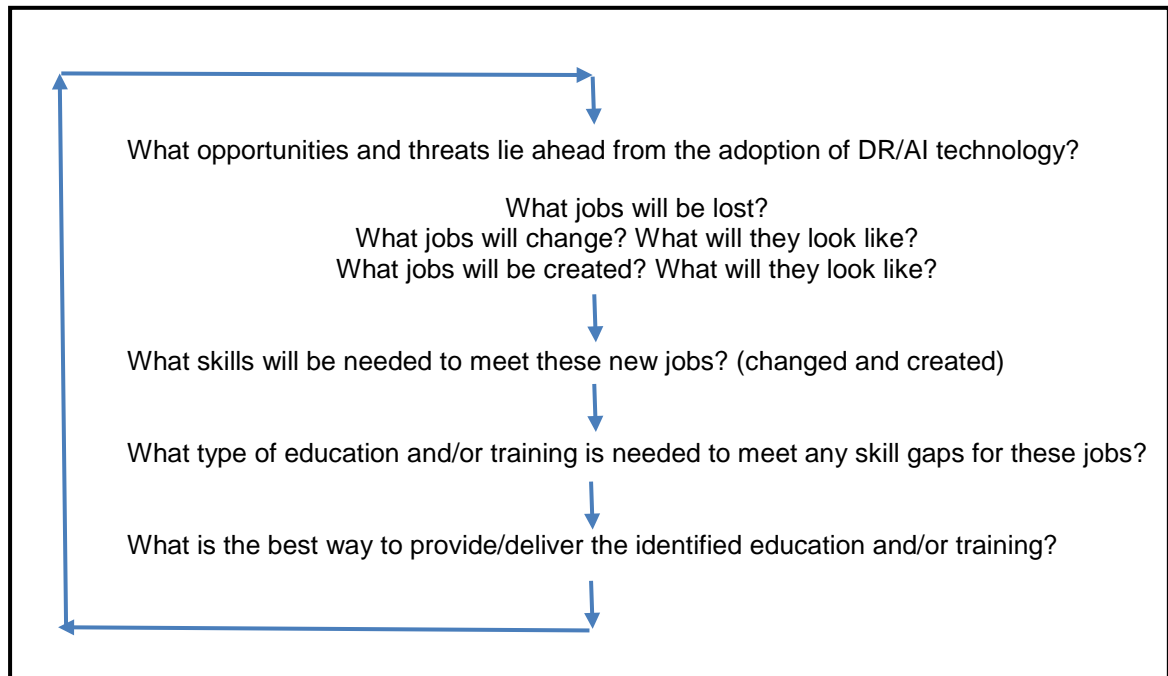 What opportunities and threats lie ahead from the adoption of DR/AI technology?
What jobs will be lost?
What jobs will change? What will they look like?
What jobs will be created? What will they look like?
What skills will be needed to meet these new jobs? (changed and created)
What type of education and/or training is needed to meet any skill gaps for these jobs?
What is the best way to provide/deliver the identified education and/or training?